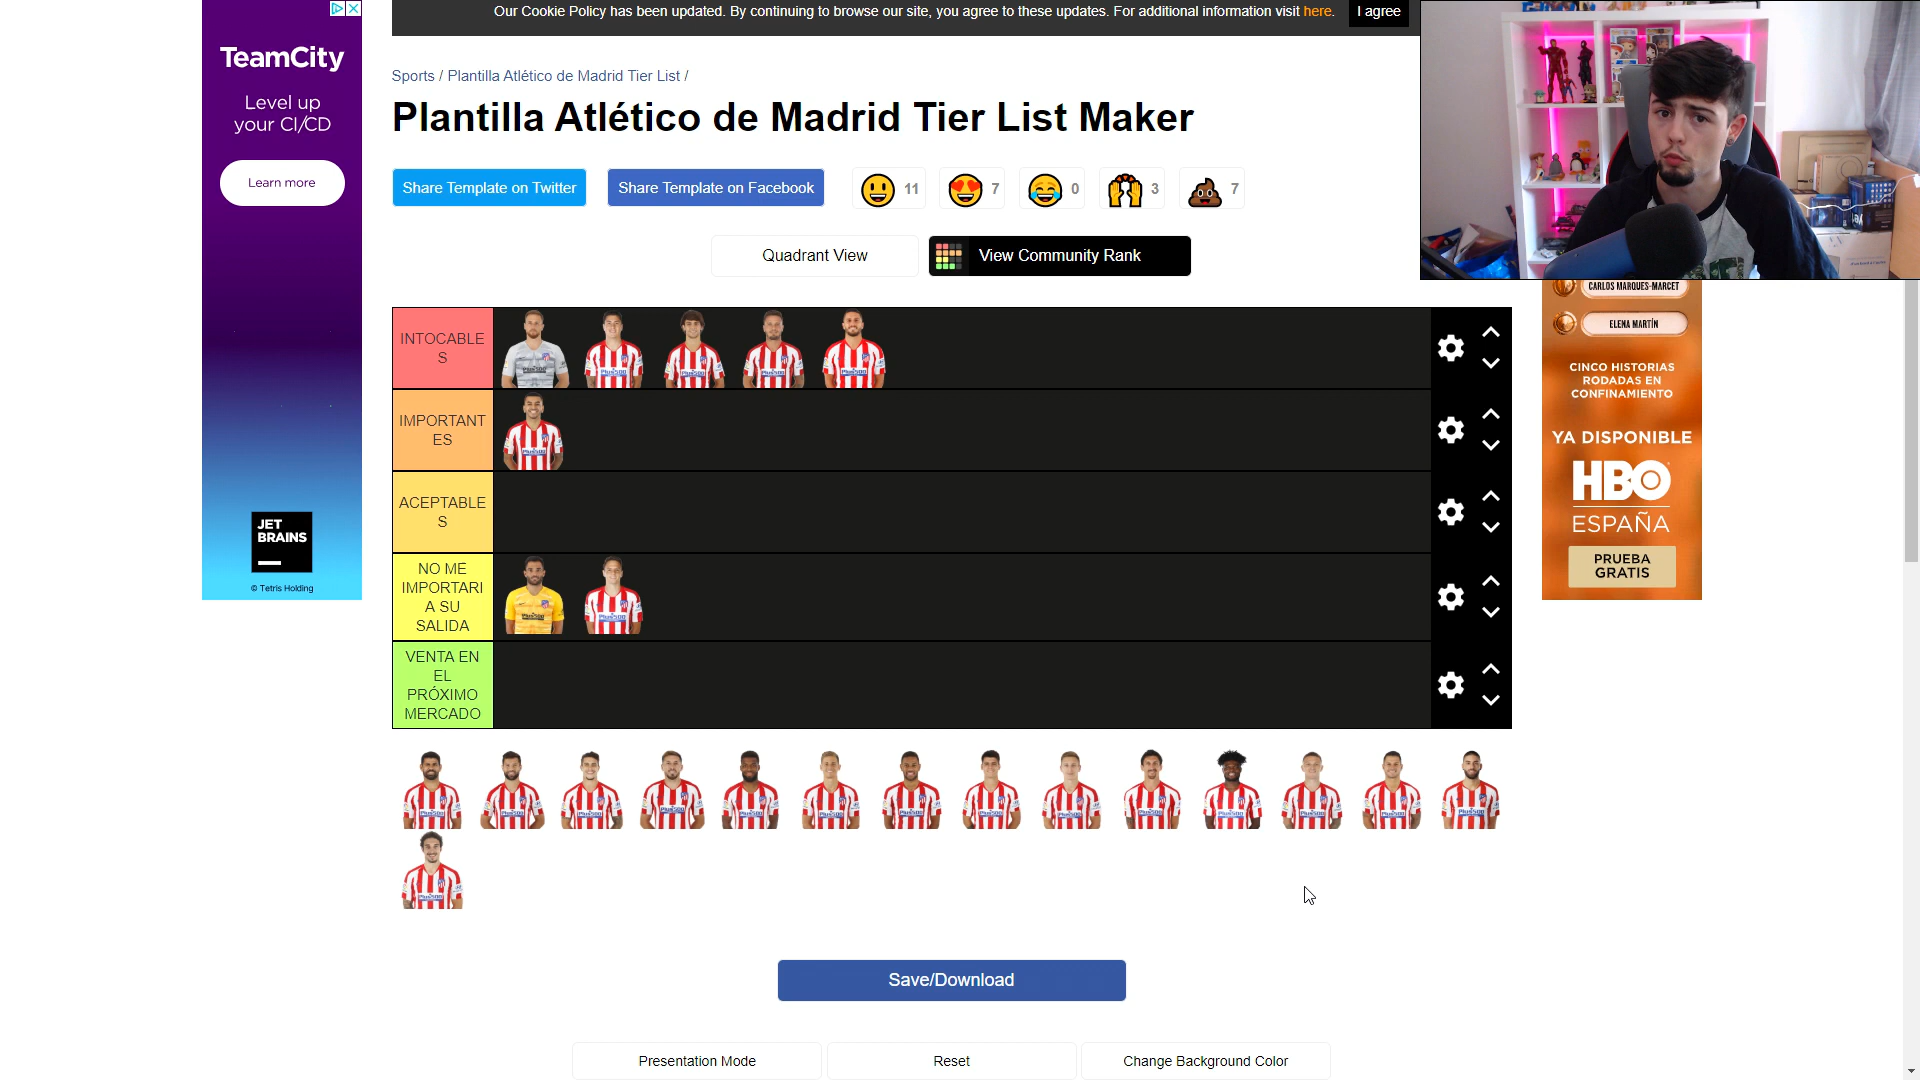 Our Cookie Policy has been updated. By continuing to browse our site, you agree to these updates. For additional information visit here.
I agree
TeamCity
Level up
your CI/CD
Learn more
JET
BRAINS
© Tetris Holding
Sports / Plantilla Atlético de Madrid Tier List /
Plantilla Atlético de Madrid Tier List Maker
Share Template on Twitter
Share Template on Facebook
11
7
0
3
7
Quadrant View
View Community Rank
INTOCABLE
S
IMPORTANT
ES
ACEPTABLE
S
NO ME
IMPORTARI
A SU
SALIDA
VENTA EN
EL
PRÓXIMO
MERCADO
CARLOS MARQUES-MARCET
ELENA MARTÍN
CINCO HISTORIAS
RODADAS EN
CONFINAMIENTO
YA DISPONIBLE
HBO
ESPAÑA
PRUEBA
GRATIS
Save/Download
Presentation Mode
Reset
Change Background Color